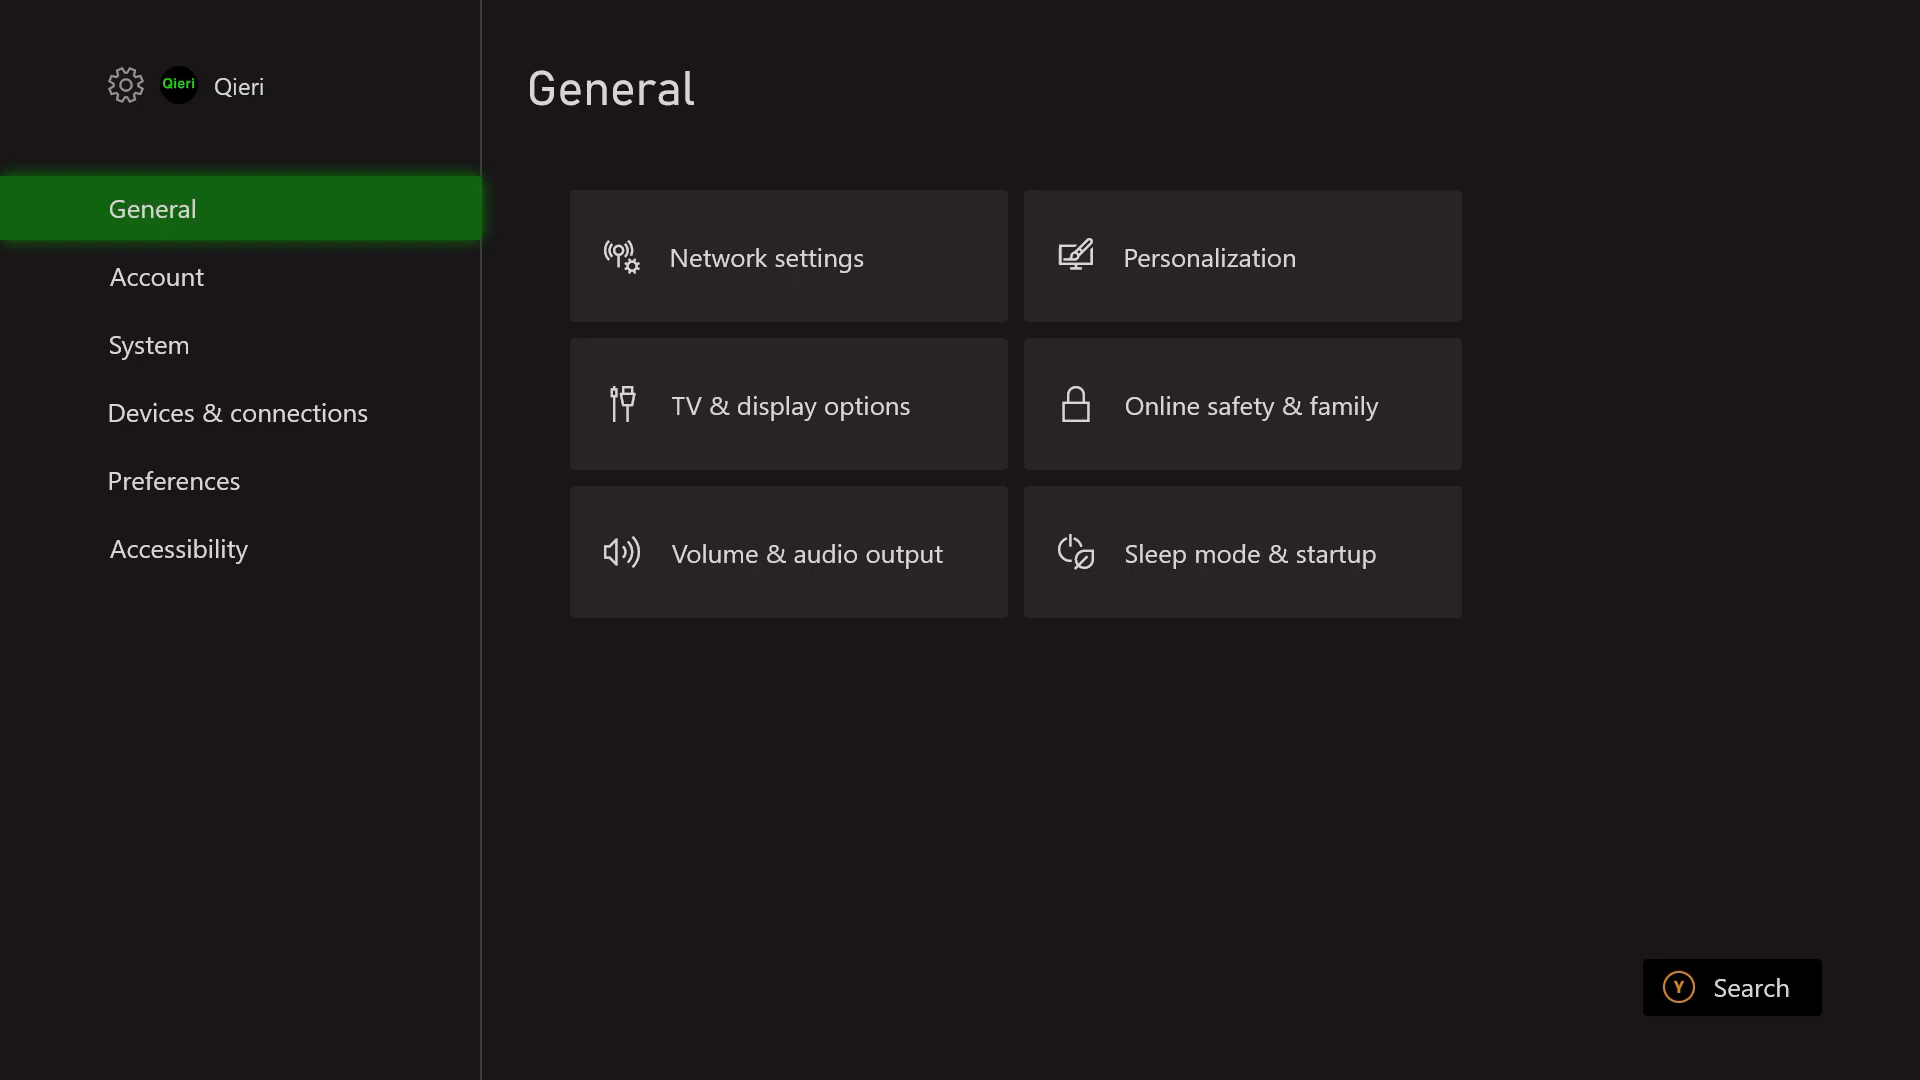 Qieri
Qieri
General
Account
System
Devices & connections
Preferences
Accessibility
General
Network settings
Personalization
TV & display options
Online safety & family
Volume & audio output
Sleep mode & startup
Y
Search